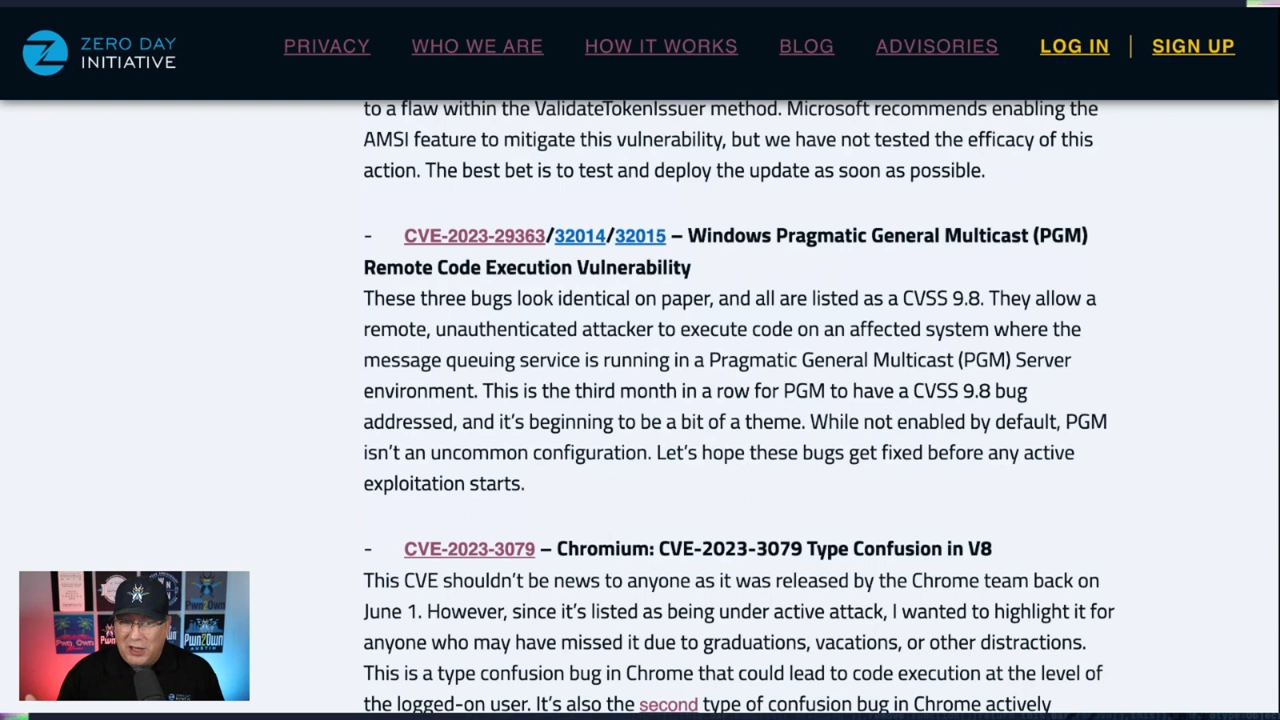 ZERO DAY
INITIATIVE
PRIVACY WHO WE ARE HOW IT WORKS BLOG ADVISORIES LOG IN | SIGN UP
to a flaw within the ValidateTokenIssuer method. Microsoft recommends enabling the
AMSI feature to mitigate this vulnerability, but we have not tested the efficacy of this
action. The best bet is to test and deploy the update as soon as possible.
- CVE-2023-29363/32014/32015 – Windows Pragmatic General Multicast (PGM)
Remote Code Execution Vulnerability
These three bugs look identical on paper, and all are listed as a CVSS 9.8. They allow a
remote, unauthenticated attacker to execute code on an affected system where the
message queuing service is running in a Pragmatic General Multicast (PGM) Server
environment. This is the third month in a row for PGM to have a CVSS 9.8 bug
addressed, and it's beginning to be a bit of a theme. While not enabled by default, PGM
isn't an uncommon configuration. Let's hope these bugs get fixed before any active
exploitation starts.
- CVE-2023-3079 – Chromium: CVE-2023-3079 Type Confusion in V8
This CVE shouldn't be news to anyone as it was released by the Chrome team back on
June 1. However, since it's listed as being under active attack, I wanted to highlight it for
anyone who may have missed it due to graduations, vacations, or other distractions.
This is a type confusion bug in Chrome that could lead to code execution at the level of
the logged-on user. It's also the second type of confusion bug in Chrome actively
Pwn2Own
Pwn2Own
AUSTIN